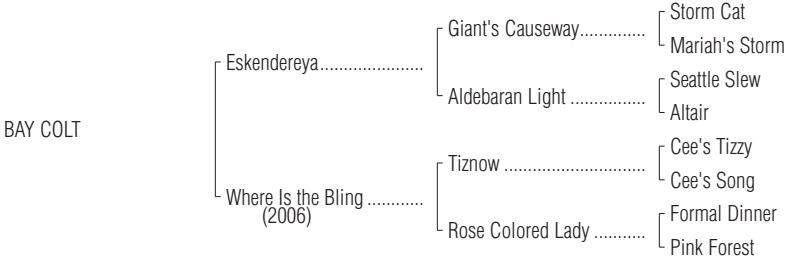 Storm Cat
Giant's Causeway..............
Mariah's Storm
Eskendereya......................
Seattle Slew
Aldebaran Light ................
Altair
BAY COLT
Cee's Tizzy
Tiznow ..............................
Cee's Song
Where Is the Bling ............
(2006)
Formal Dinner
Rose Colored Lady ...........
Pink Forest